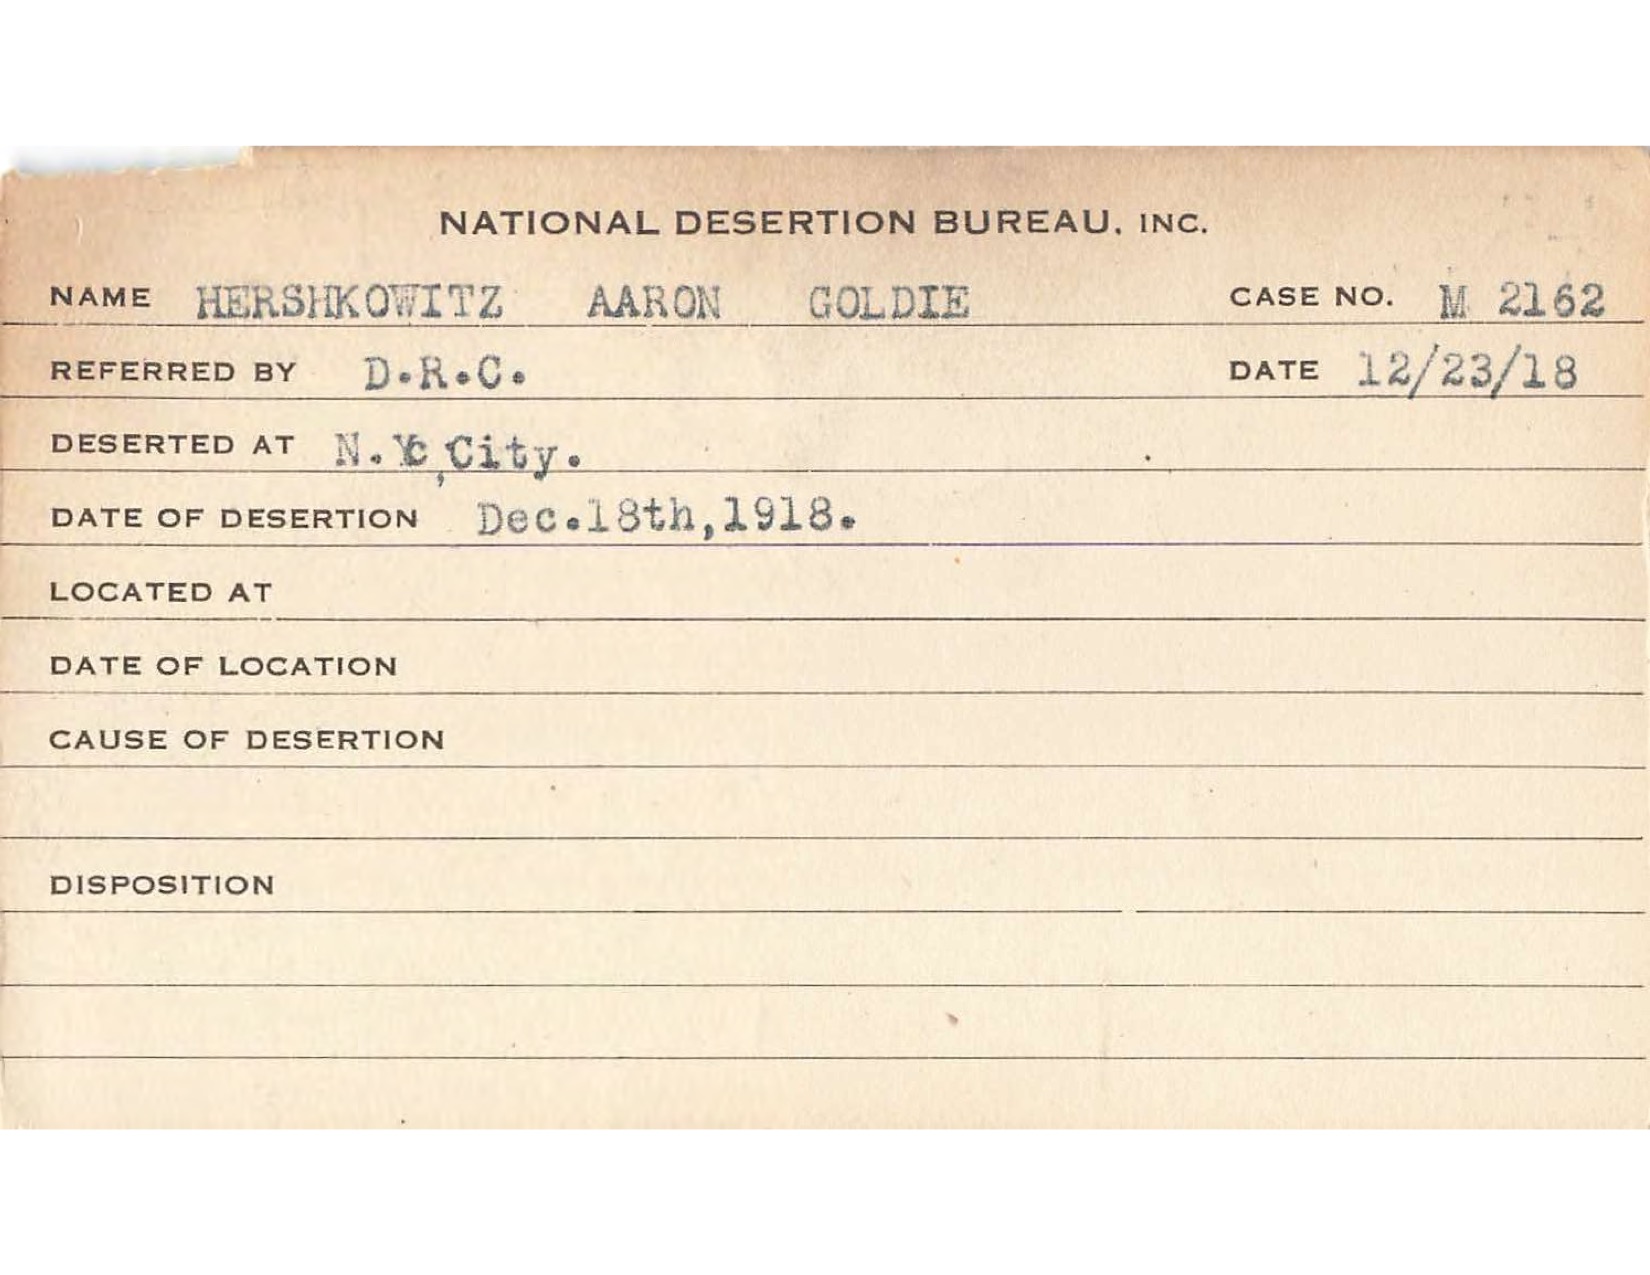 NATIONAL DESERTION BUREAU, INC.
NAME HERSHKOWITZ AARON GOLDIE CASE NO. M 2162
REFERRED BY D.R.C. DATE 12/23/18
DESERTED AT N.Y. City.
DATE OF DESERTION Dec.18th,1918.
LOCATED AT
DATE OF LOCATION
CAUSE OF DESERTION
DISPOSITION